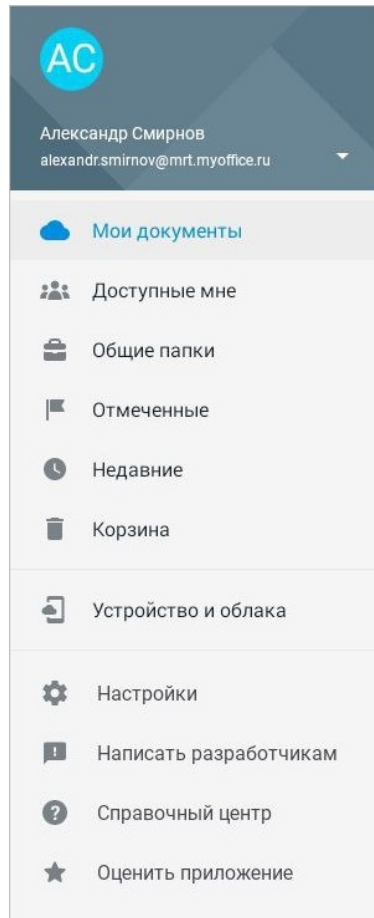 АС
Александр Смирнов
alexandr.smirnov@mrt.myoffice.ru
Мои документы
Доступные мне
Общие папки
Отмеченные
Недавние
Корзина
Устройство и облака
Настройки
Написать разработчикам
Справочный центр
Оценить приложение